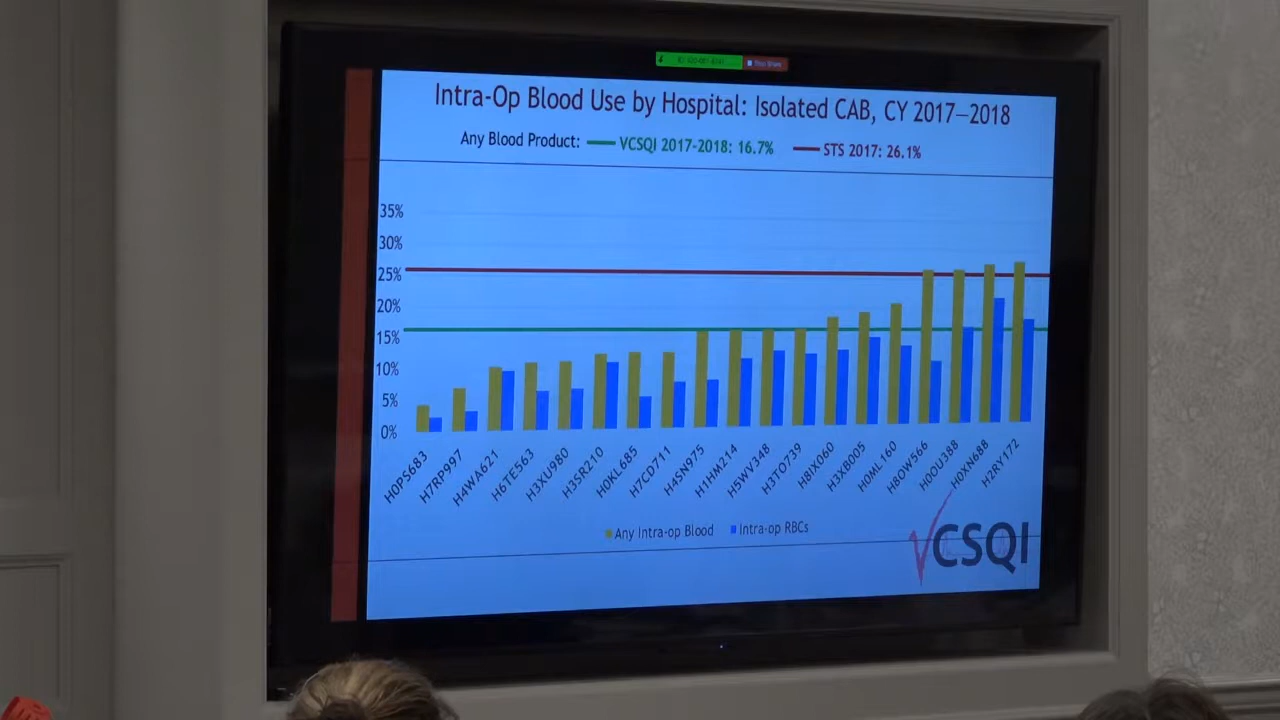 Intra-Op Blood Use by Hospital: Isolated CAB, CY 2017–2018
Any Blood Product: VCSQI 2017-2018: 16.7% STS 2017: 26.1%
35%
30%
25%
20%
15%
10%
5%
0%
H0PS683 H7RP997 H4WA621 H6TE563 H3XU980 H3SR210 H0KL685 H7CD711 H4SN975 H1HM214 H5WV348 H3TO739 H8IX060 H3XB005 H0ML160 H8OW566 H0OU388 H0XN688 H2RY172
Any Intra-op Blood Intra-op RBCs
VCSQI